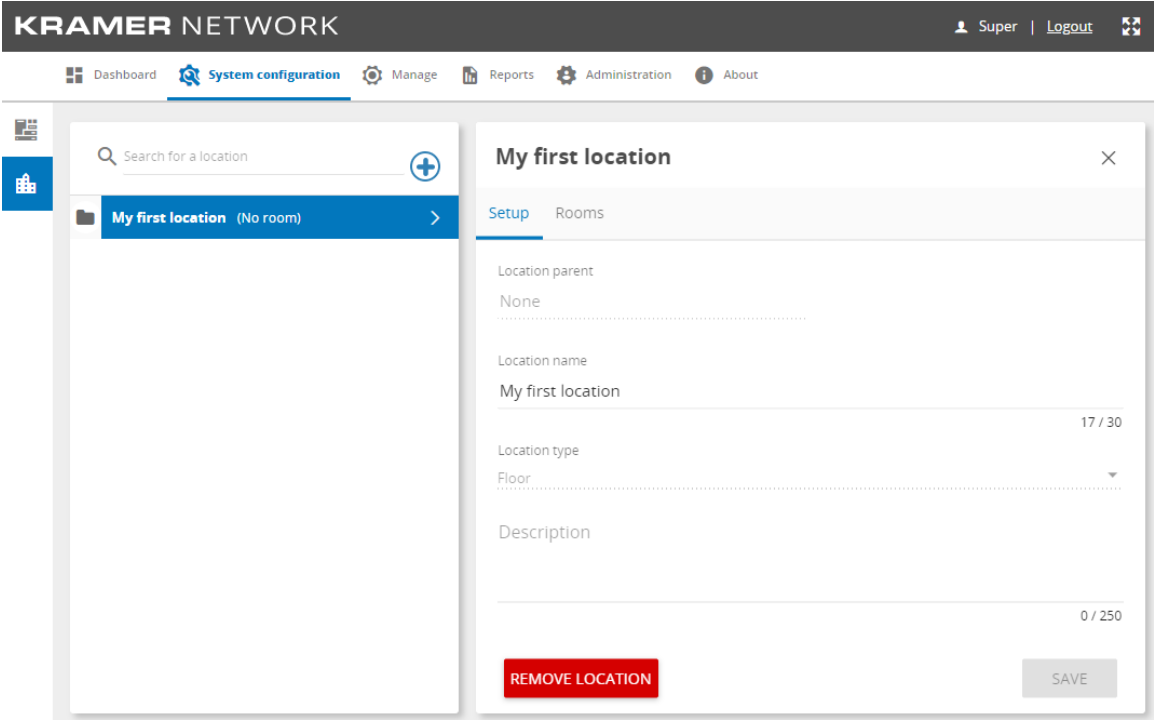 KRAMER NETWORK
Super | Logout
Dashboard System configuration Manage Reports Administration About
Search for a location
My first location (No room)
My first location
Setup Rooms
Location parent
None
Location name
My first location
17 / 30
Location type
Floor
Description
0 / 250
REMOVE LOCATION SAVE